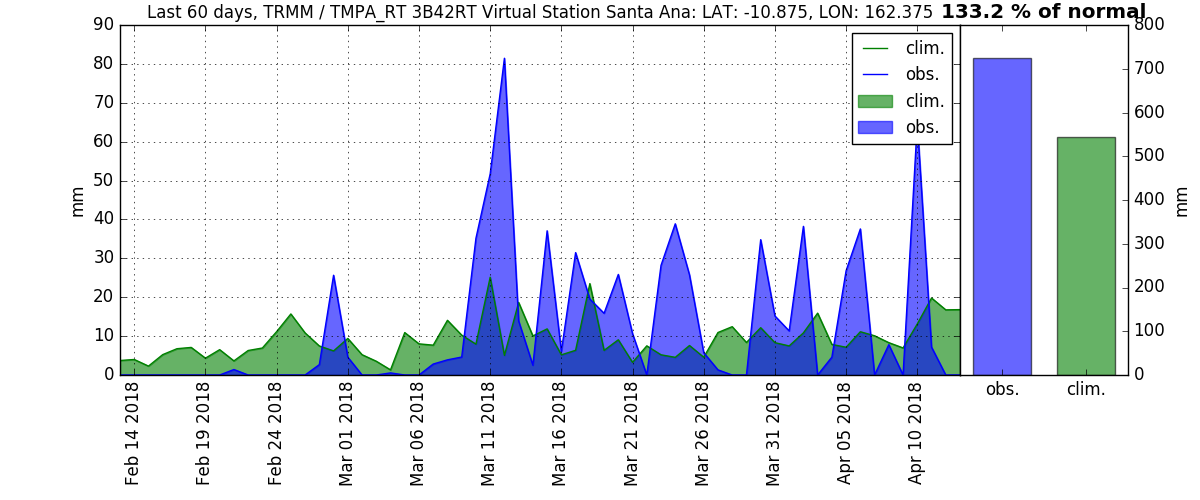 Last 60 days, TRMM / TMPA_RT 3B42RT Virtual Station Santa Ana: LAT: -10.875, LON: 162.375 133.2 % of normal
90
80
70
60
50
40
30
20
10
0
mm
clim.
obs.
clim.
obs.
Feb 14 2018
Feb 19 2018
Feb 24 2018
Mar 01 2018
Mar 06 2018
Mar 11 2018
Mar 16 2018
Mar 21 2018
Mar 26 2018
Mar 31 2018
Apr 05 2018
Apr 10 2018
800
700
600
500
400
300
200
100
0
mm
obs. clim.